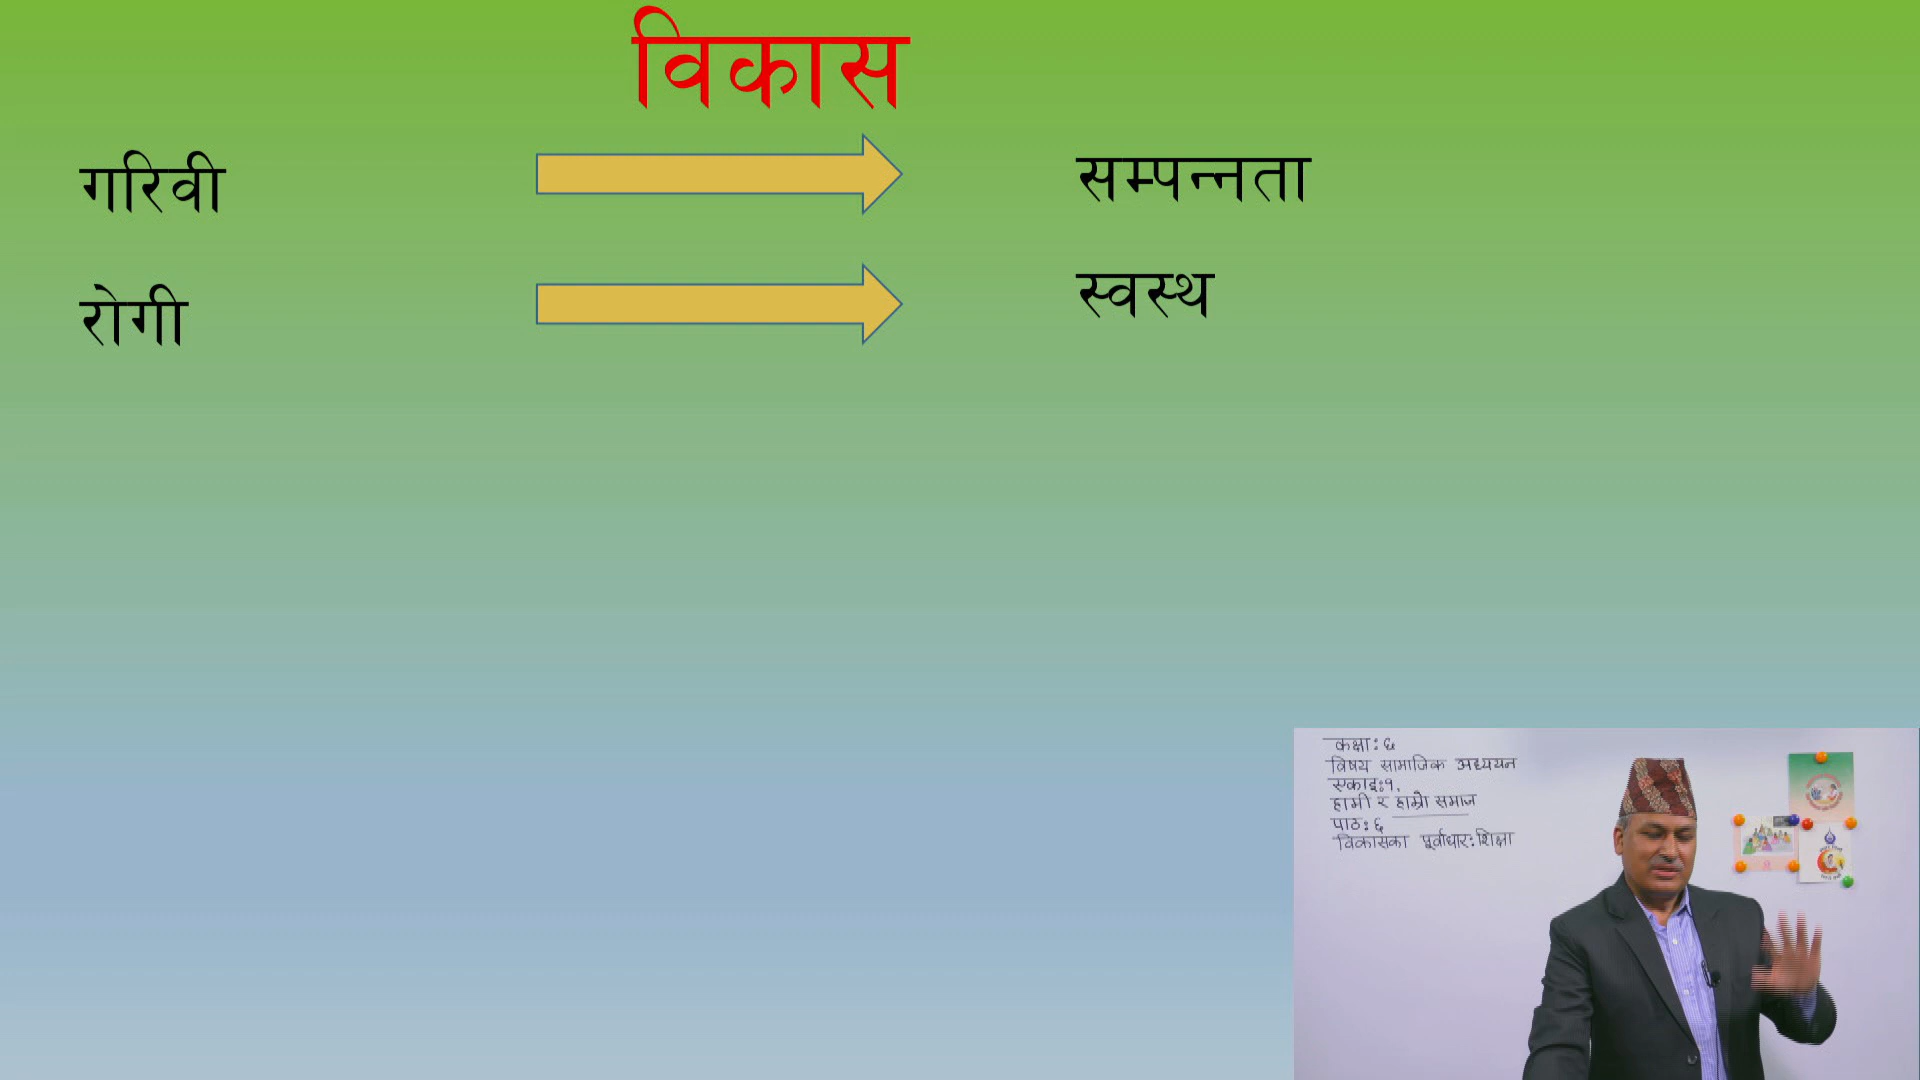 विकास
गरिवी
सम्पन्नता
रोगी
स्वस्थ
कक्षा: ६
विषय सामाजिक अध्ययन
एकाइ:१.
हामी र हाम्रो समाज
पाठ: ६
विकासका पूर्वाधार: शिक्षा